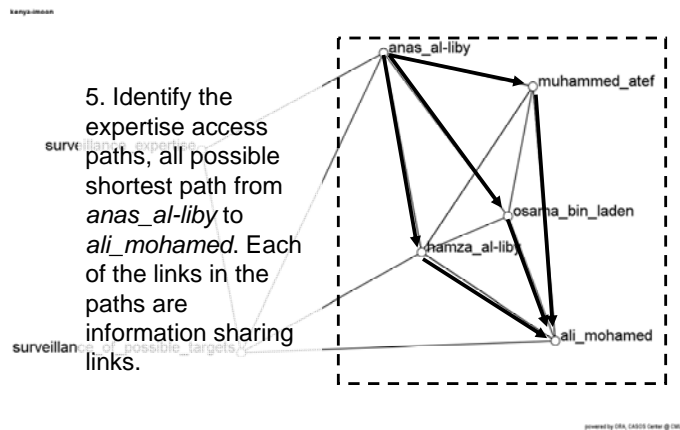 kenya-imoon
anas_al-liby
muhammed_atef
5. Identify the
expertise access
paths, all possible
shortest path from
anas_al-liby to
ali_mohamed. Each
of the links in the
paths are
information sharing
links.
surveillance_expertise
osama_bin_laden
hamza_al-liby
ali_mohamed
surveillance_of_possible_targets
powered by ORA, CASOS Center @ CMU